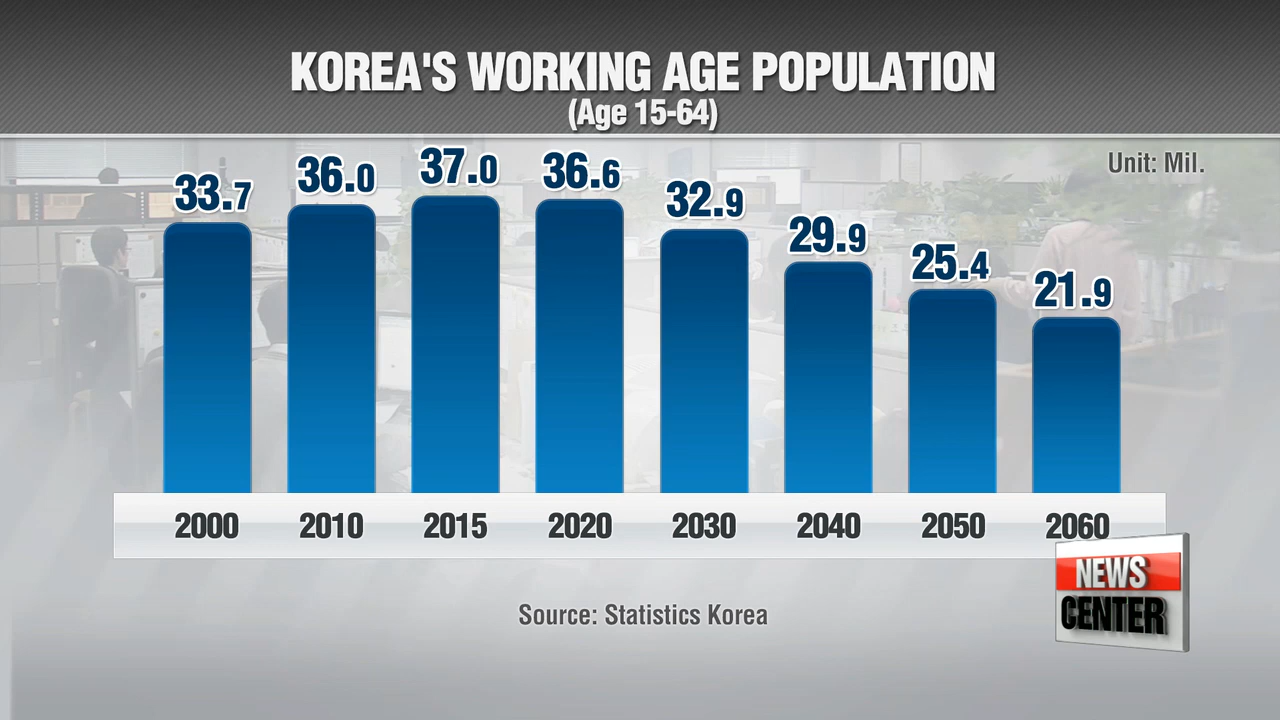 KOREA'S WORKING AGE POPULATION
(Age 15-64)
Unit: Mil.
33.7
36.0
37.0
36.6
32.9
29.9
25.4
21.9
2000
2010
2015
2020
2030
2040
2050
2060
Source: Statistics Korea
NEWS
CENTER